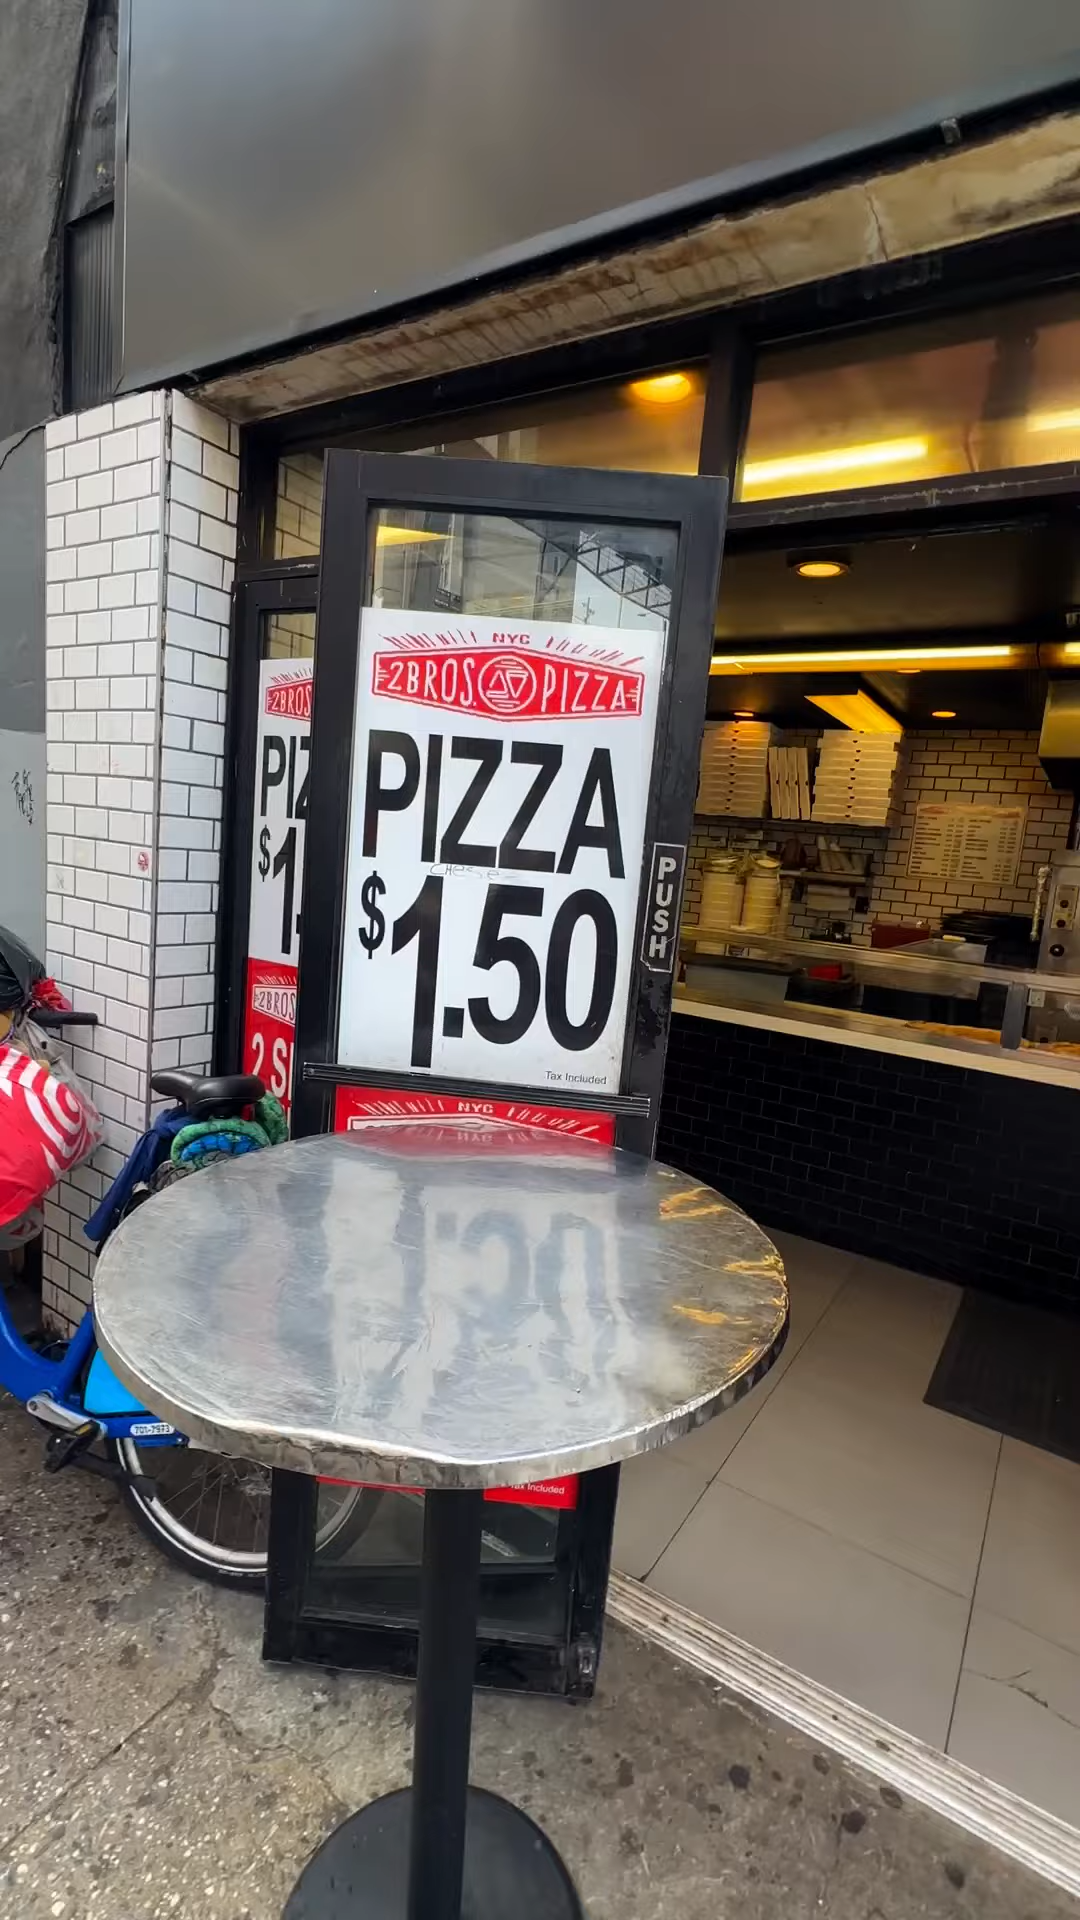 NYC
2BROS. PIZZA
PIZZA
CHESE
$1.50
Tax Included
PUSH
2BROS
PIZ
$1.
2BROS
2 S
NYC
Tax Included
701-7973